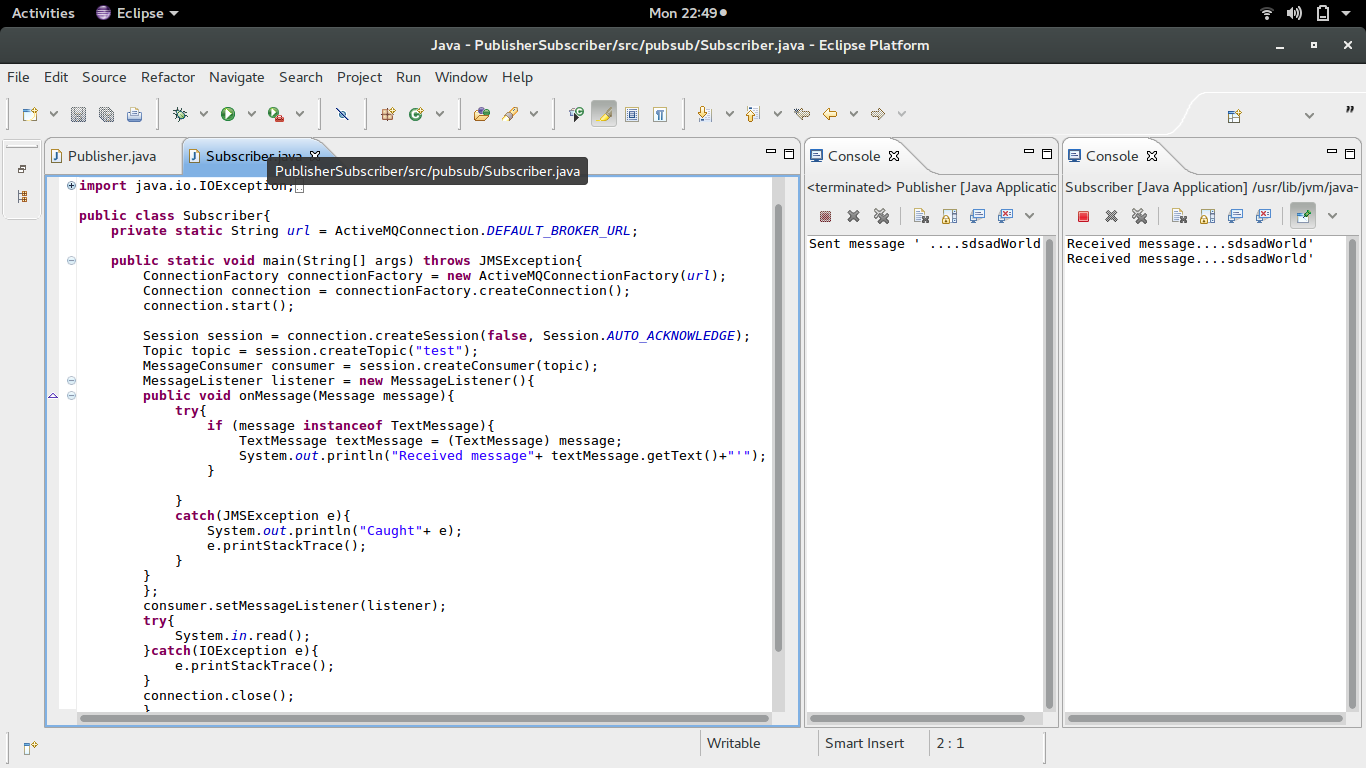 Activities Eclipse Mon 22:49
Java - PublisherSubscriber/src/pubsub/Subscriber.java - Eclipse Platform
File Edit Source Refactor Navigate Search Project Run Window Help
Publisher.java Subscriber.java
PublisherSubscriber/src/pubsub/Subscriber.java
import java.io.IOException;
public class Subscriber{
private static String url = ActiveMQConnection.DEFAULT_BROKER_URL;
public static void main(String[] args) throws JMSException{
ConnectionFactory connectionFactory = new ActiveMQConnectionFactory(url);
Connection connection = connectionFactory.createConnection();
connection.start();
Session session = connection.createSession(false, Session.AUTO_ACKNOWLEDGE);
Topic topic = session.createTopic("test");
MessageConsumer consumer = session.createConsumer(topic);
MessageListener listener = new MessageListener(){
public void onMessage(Message message){
try{
if (message instanceof TextMessage){
TextMessage textMessage = (TextMessage) message;
System.out.println("Received message"+ textMessage.getText()+"'");
}
}
catch(JMSException e){
System.out.println("Caught"+ e);
e.printStackTrace();
}
}
};
consumer.setMessageListener(listener);
try{
System.in.read();
}catch(IOException e){
e.printStackTrace();
}
connection.close();
}
Console
<terminated> Publisher [Java Applicatic
Sent message ' ....sdsadWorld
Console
Subscriber [Java Application] /usr/lib/jvm/java-
Received message....sdsadWorld'
Received message....sdsadWorld'
Writable Smart Insert 2 : 1